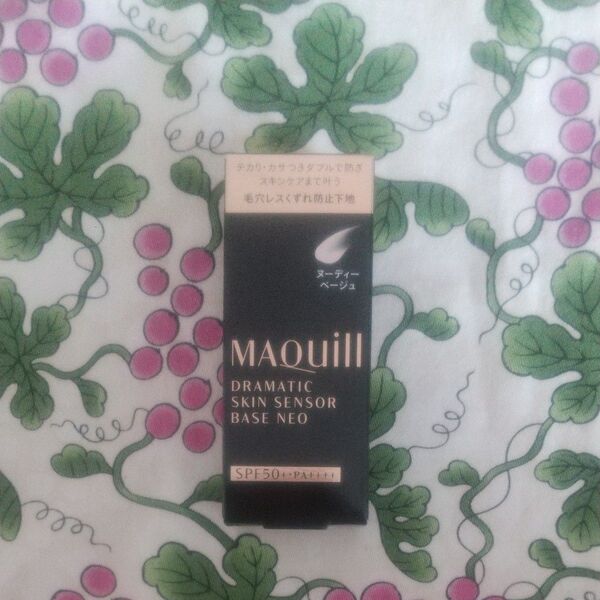 テカリ・カサつきダブルで防ぎ
スキンケアまで叶う
毛穴レスくずれ防止下地
ヌーディー
ベージュ
MAQuill
DRAMATIC
SKIN SENSOR
BASE NEO
SPF50+・PA++++